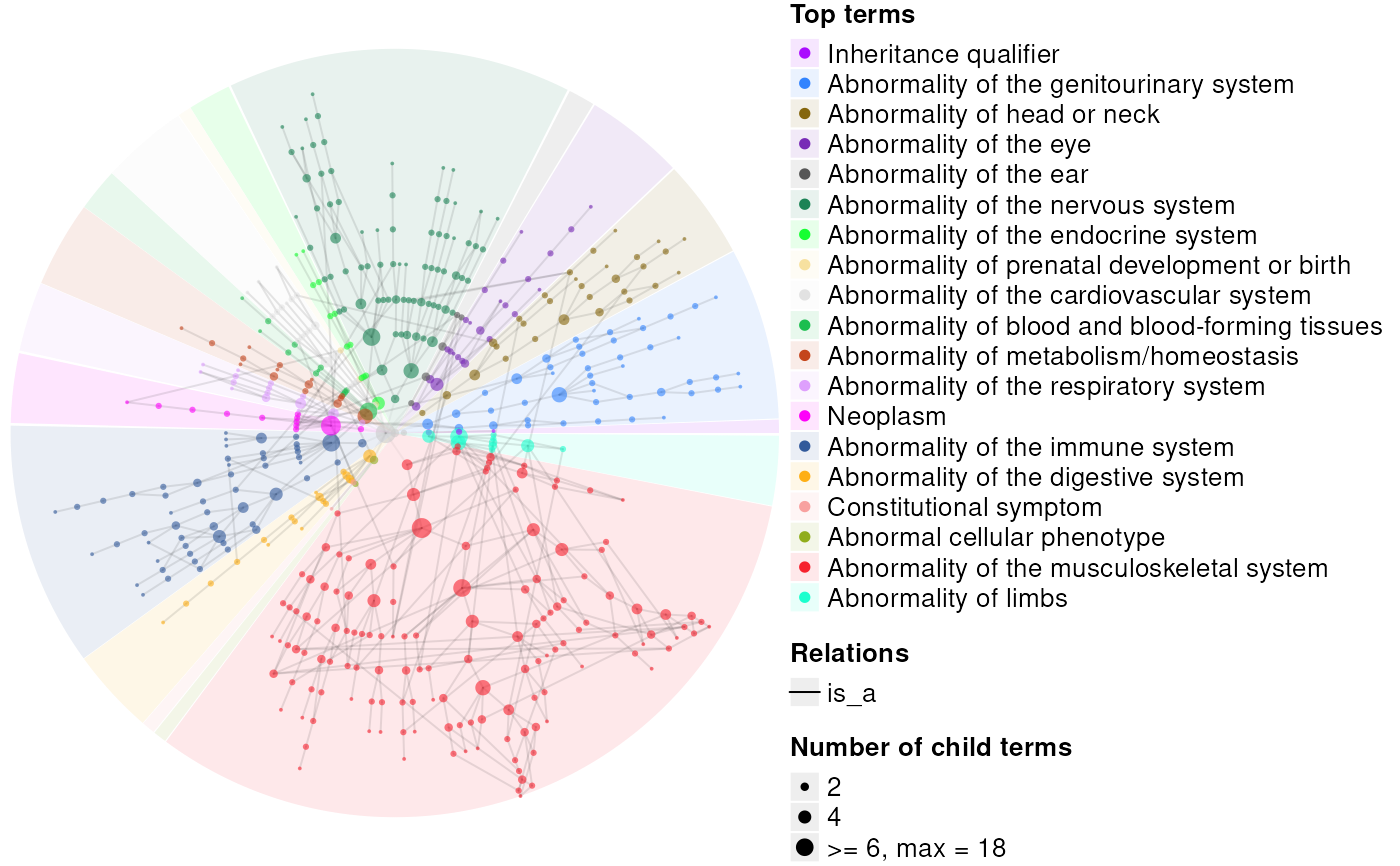 Top terms
Inheritance qualifier
Abnormality of the genitourinary system
Abnormality of head or neck
Abnormality of the eye
Abnormality of the ear
Abnormality of the nervous system
Abnormality of the endocrine system
Abnormality of prenatal development or birth
Abnormality of the cardiovascular system
Abnormality of blood and blood-forming tissues
Abnormality of metabolism/homeostasis
Abnormality of the respiratory system
Neoplasm
Abnormality of the immune system
Abnormality of the digestive system
Constitutional symptom
Abnormal cellular phenotype
Abnormality of the musculoskeletal system
Abnormality of limbs
Relations
is_a
Number of child terms
2
4
>= 6, max = 18